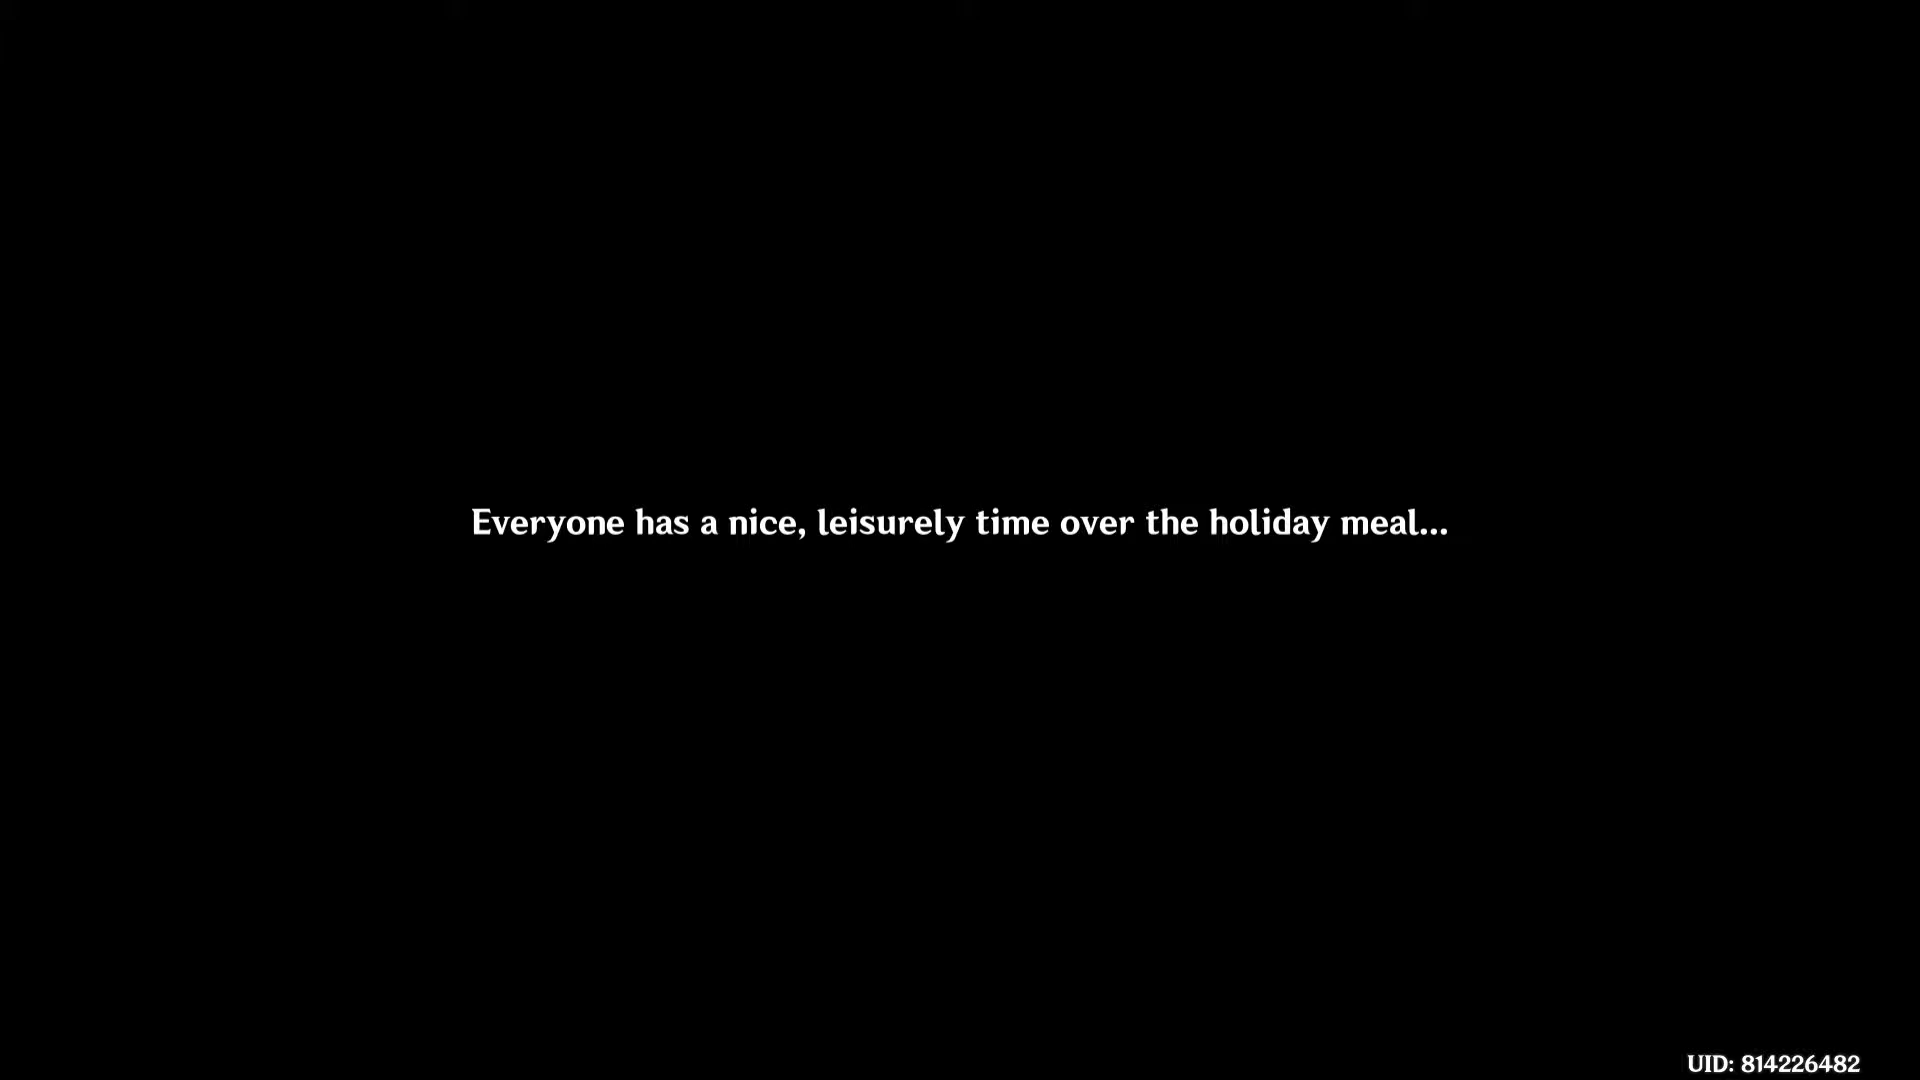 Everyone has a nice, leisurely time over the holiday meal...
UID: 814226482